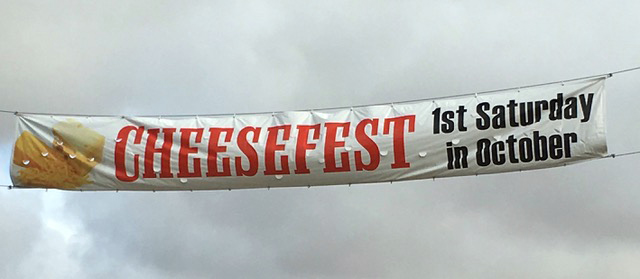 CHEESEFEST
1st Saturday
in October